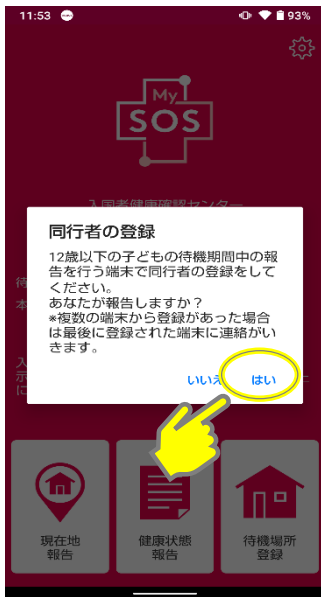 11:53
93%
My
SOS
入国者健康確認センター
同行者の登録
12歳以下の子どもの待機期間中の報
告を行う端末で同行者の登録をして
ください。
あなたが報告しますか？
*複数の端末から登録があった場合
は最後に登録された端末に連絡がい
きます。
いいえ はい
現在地
報告
健康状態
報告
待機場所
登録